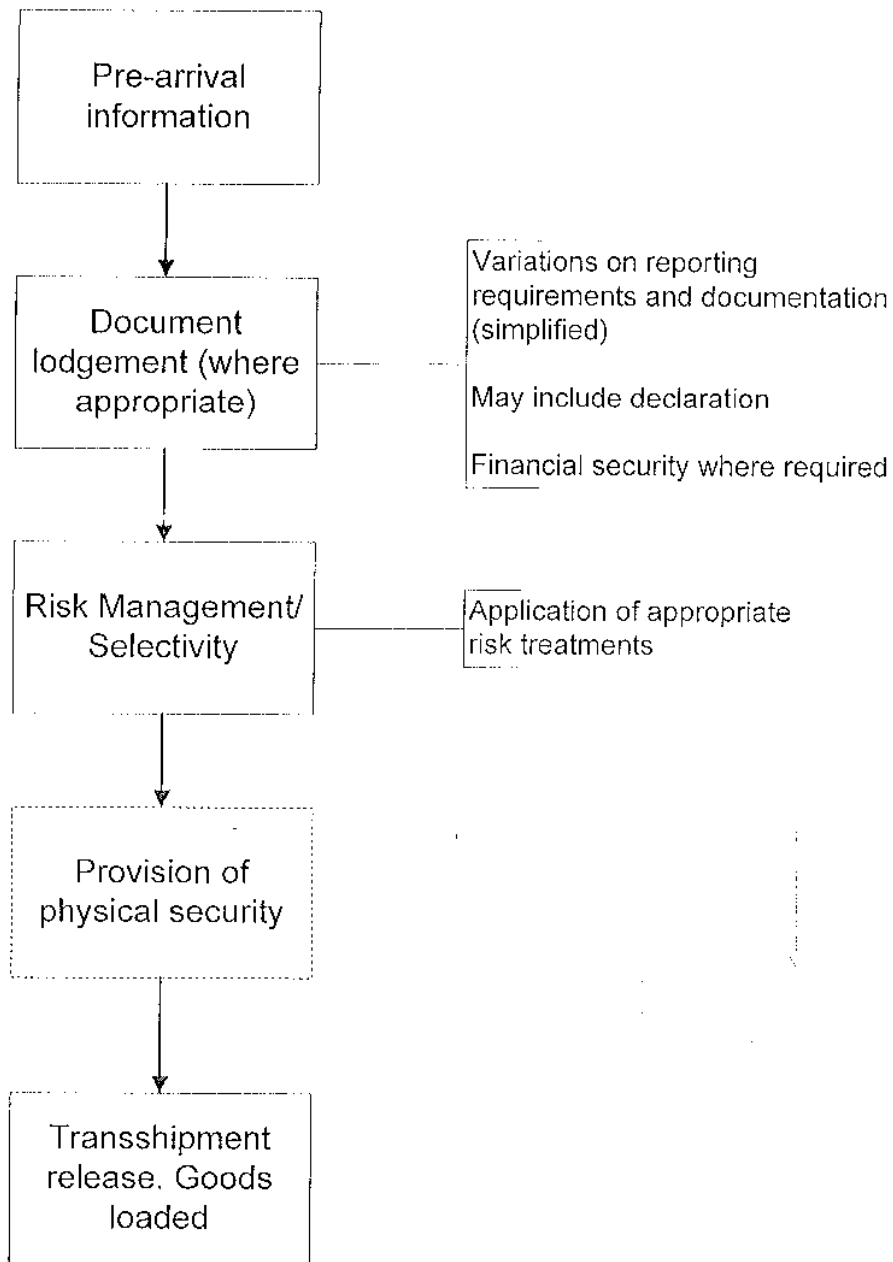 Pre-arrival
information
Document
lodgement (where
appropriate)
Variations on reporting
requirements and documentation
(simplified)
May include declaration
Financial security where required
Risk Management/
Selectivity
Application of appropriate
risk treatments
Provision of
physical security
Transshipment
release. Goods
loaded